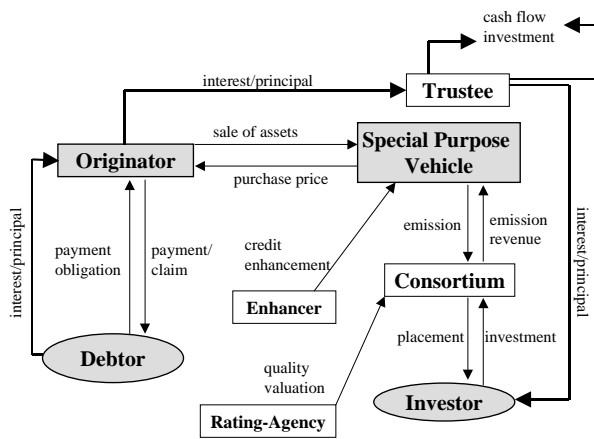 cash flow
investment
interest/principal
Trustee
sale of assets
Special Purpose
Vehicle
Originator
purchase price
interest/principal
payment
obligation
payment/
claim
credit
enhancement
emission
emission
revenue
interest/principal
Consortium
Enhancer
placement
investment
Debtor
quality
valuation
Investor
Rating-Agency